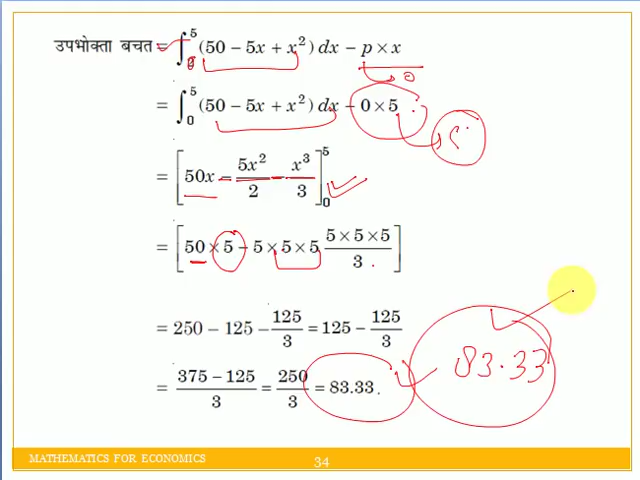 उपभोक्ता बचत = ∫₀⁵ (50 − 5x + x²) dx − p × x
0
= ∫₀⁵ (50 − 5x + x²) dx − 0 × 5
= [50x − 5x²/2 − x³/3]₀⁵
= [50 × 5 − 5 × 5 × 5 5 × 5 × 5/3]
= 250 − 125 − 125/3 = 125 − 125/3
= 375 − 125/3 = 250/3 = 83.33
83.33
MATHEMATICS FOR ECONOMICS 34